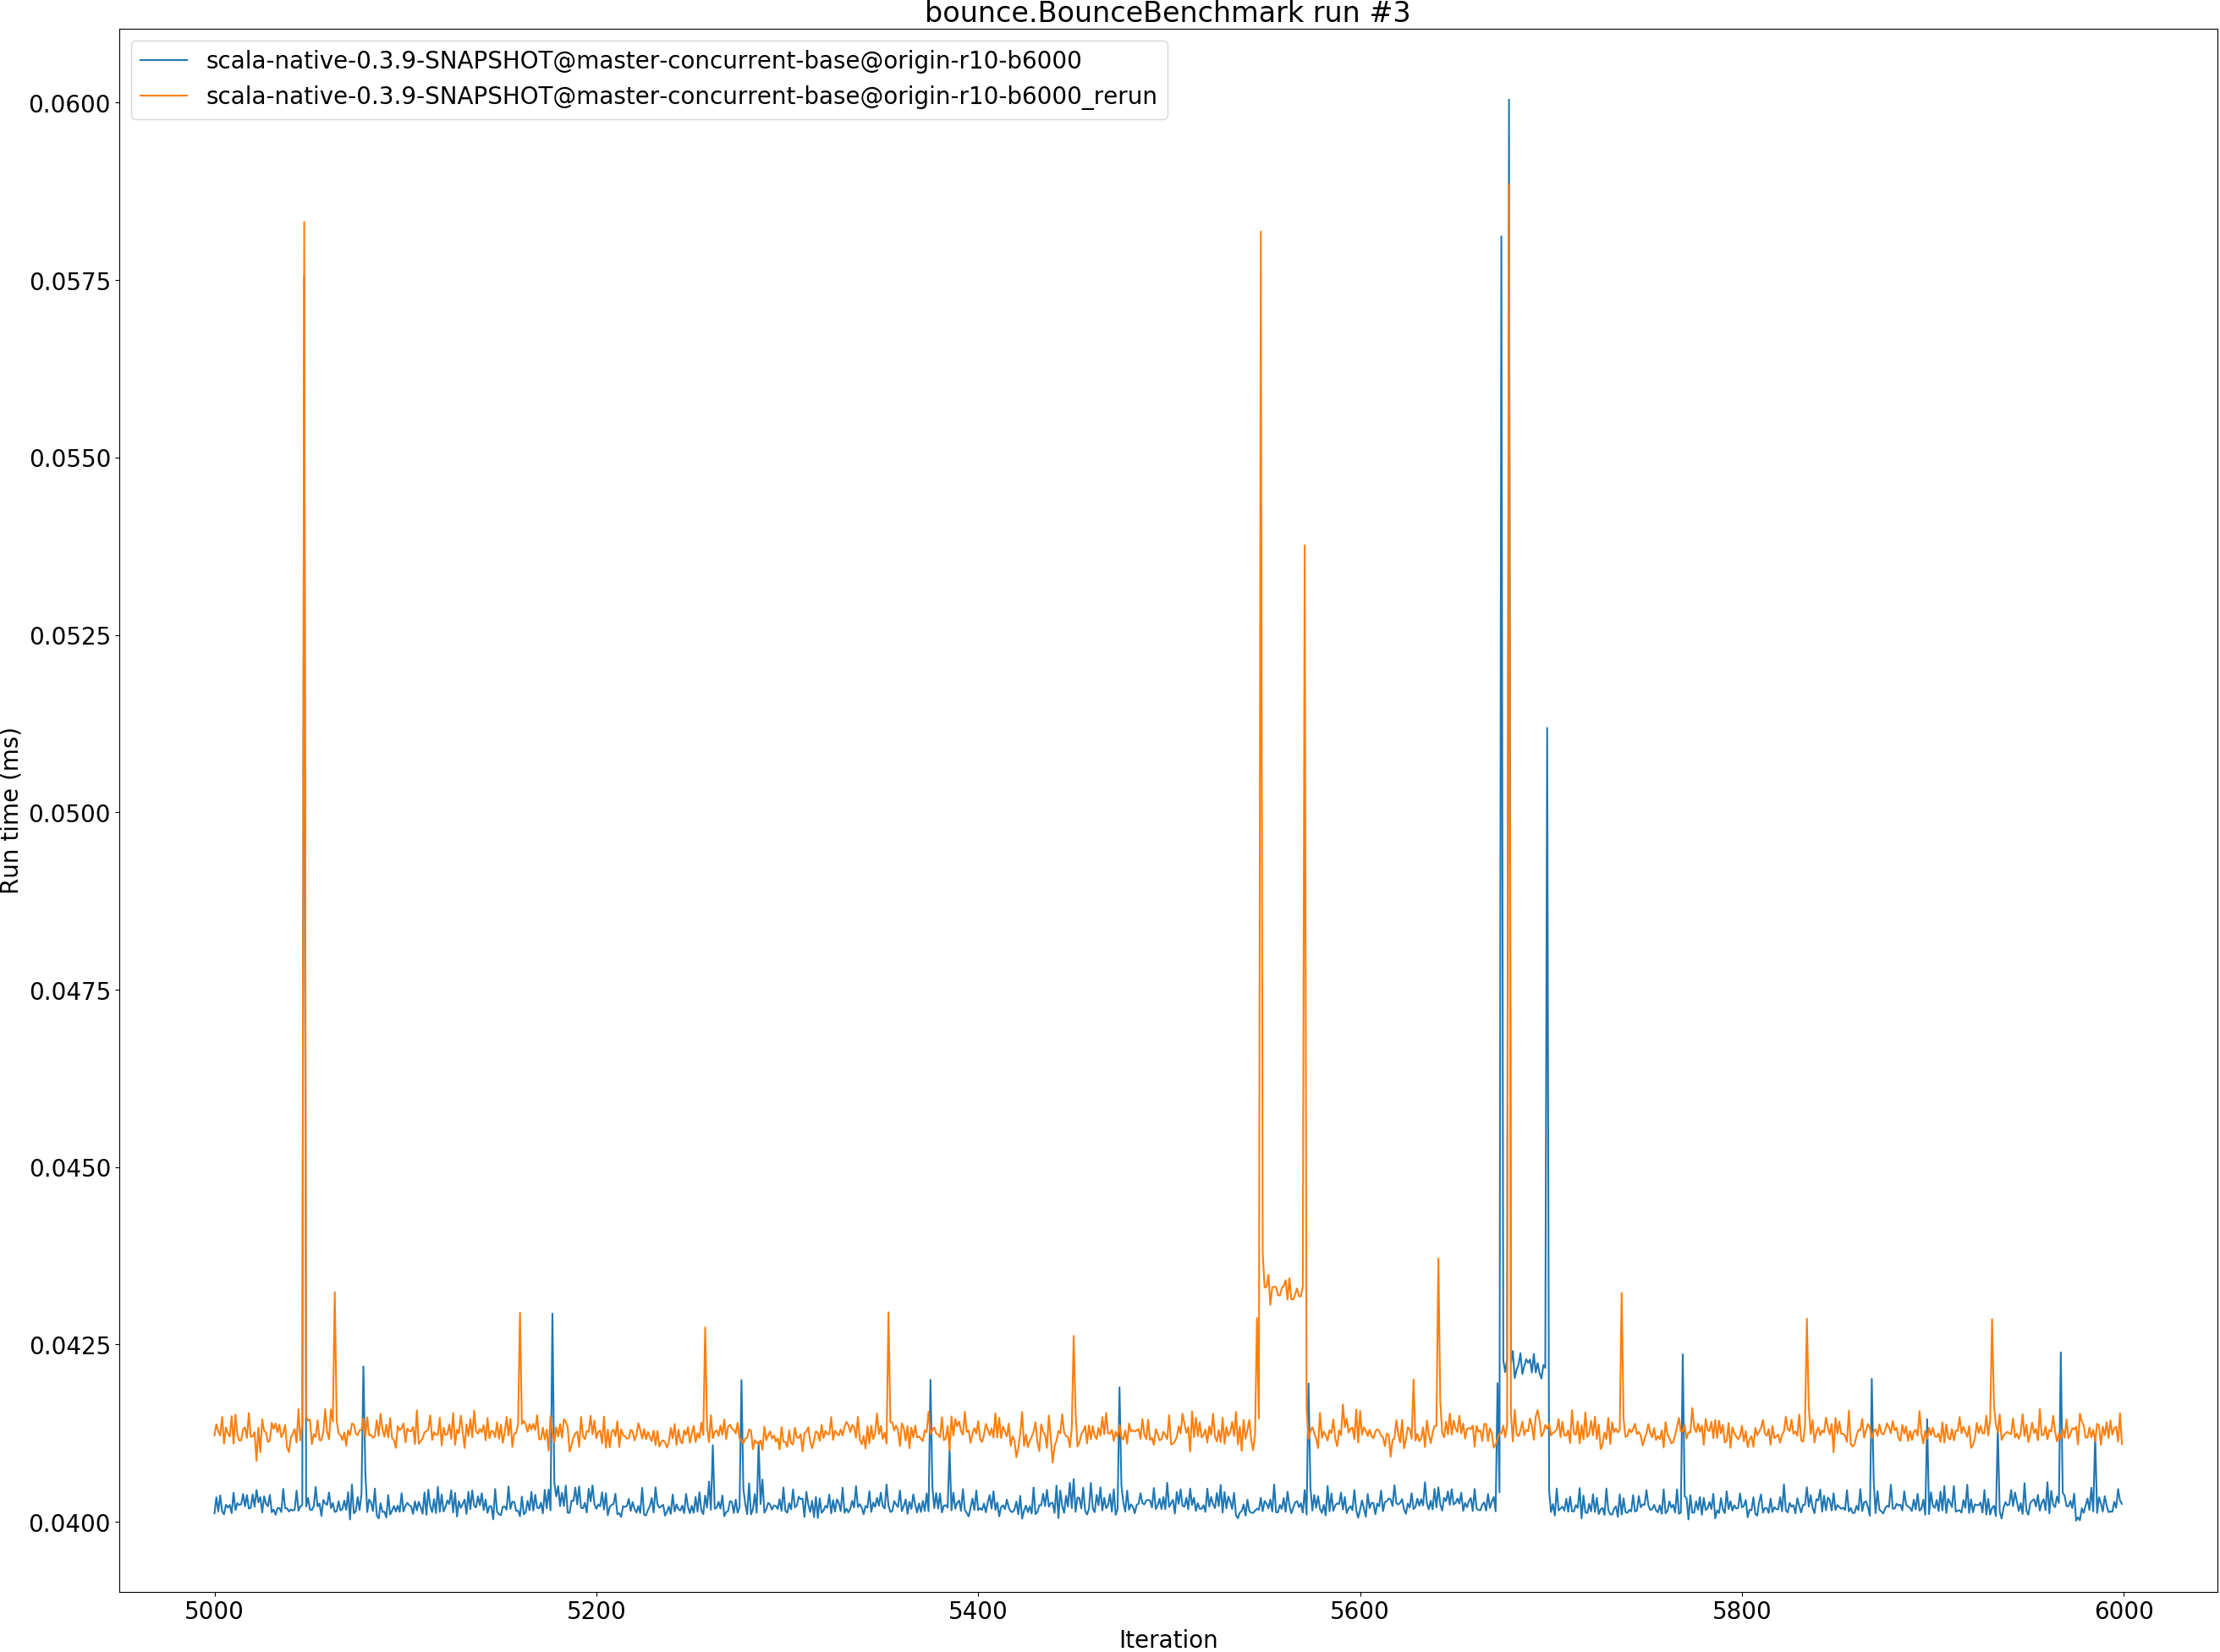 bounce.BounceBenchmark run #3
scala-native-0.3.9-SNAPSHOT@master-concurrent-base@origin-r10-b6000
scala-native-0.3.9-SNAPSHOT@master-concurrent-base@origin-r10-b6000_rerun
0.0600
0.0575
0.0550
0.0525
0.0500
0.0475
0.0450
0.0425
0.0400
Run time (ms)
5000 5200 5400 5600 5800 6000
Iteration